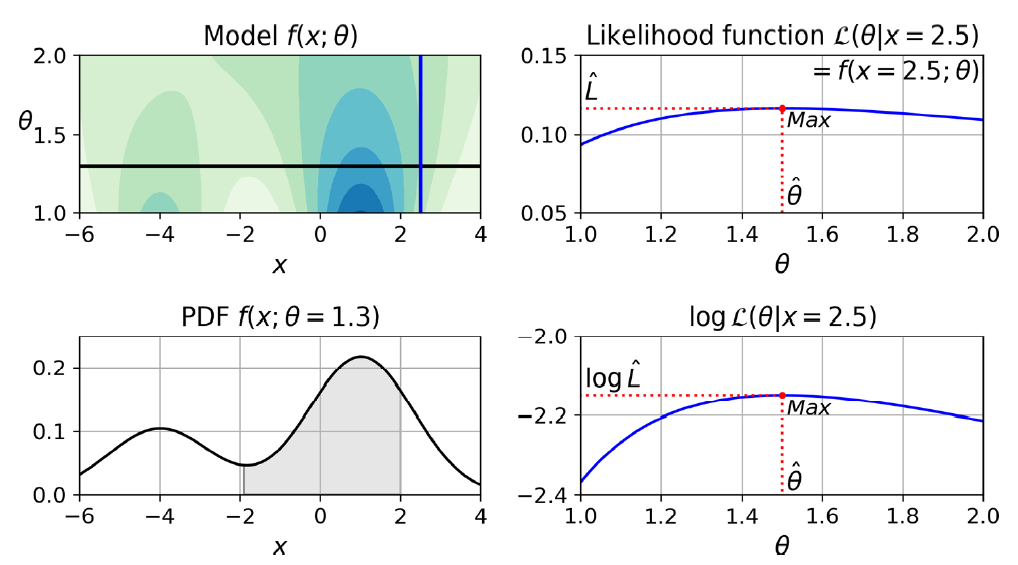 Model f(x; θ)
2.0
θ
1.5
1.0
−6 −4 −2 0 2 4
x
Likelihood function ℒ(θ|x = 2.5)
= f(x = 2.5; θ)
0.15
L̂
0.10
Max
θ̂
0.05
1.0 1.2 1.4 1.6 1.8 2.0
θ
PDF f(x; θ = 1.3)
0.2
0.1
0.0
−6 −4 −2 0 2 4
x
log ℒ(θ|x = 2.5)
−2.0
log L̂
−2.2
Max
θ̂
−2.4
1.0 1.2 1.4 1.6 1.8 2.0
θ